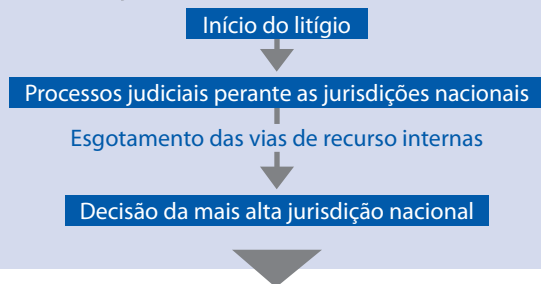 Início do litígio
Processos judiciais perante as jurisdições nacionais
Esgotamento das vias de recurso internas
Decisão da mais alta jurisdição nacional